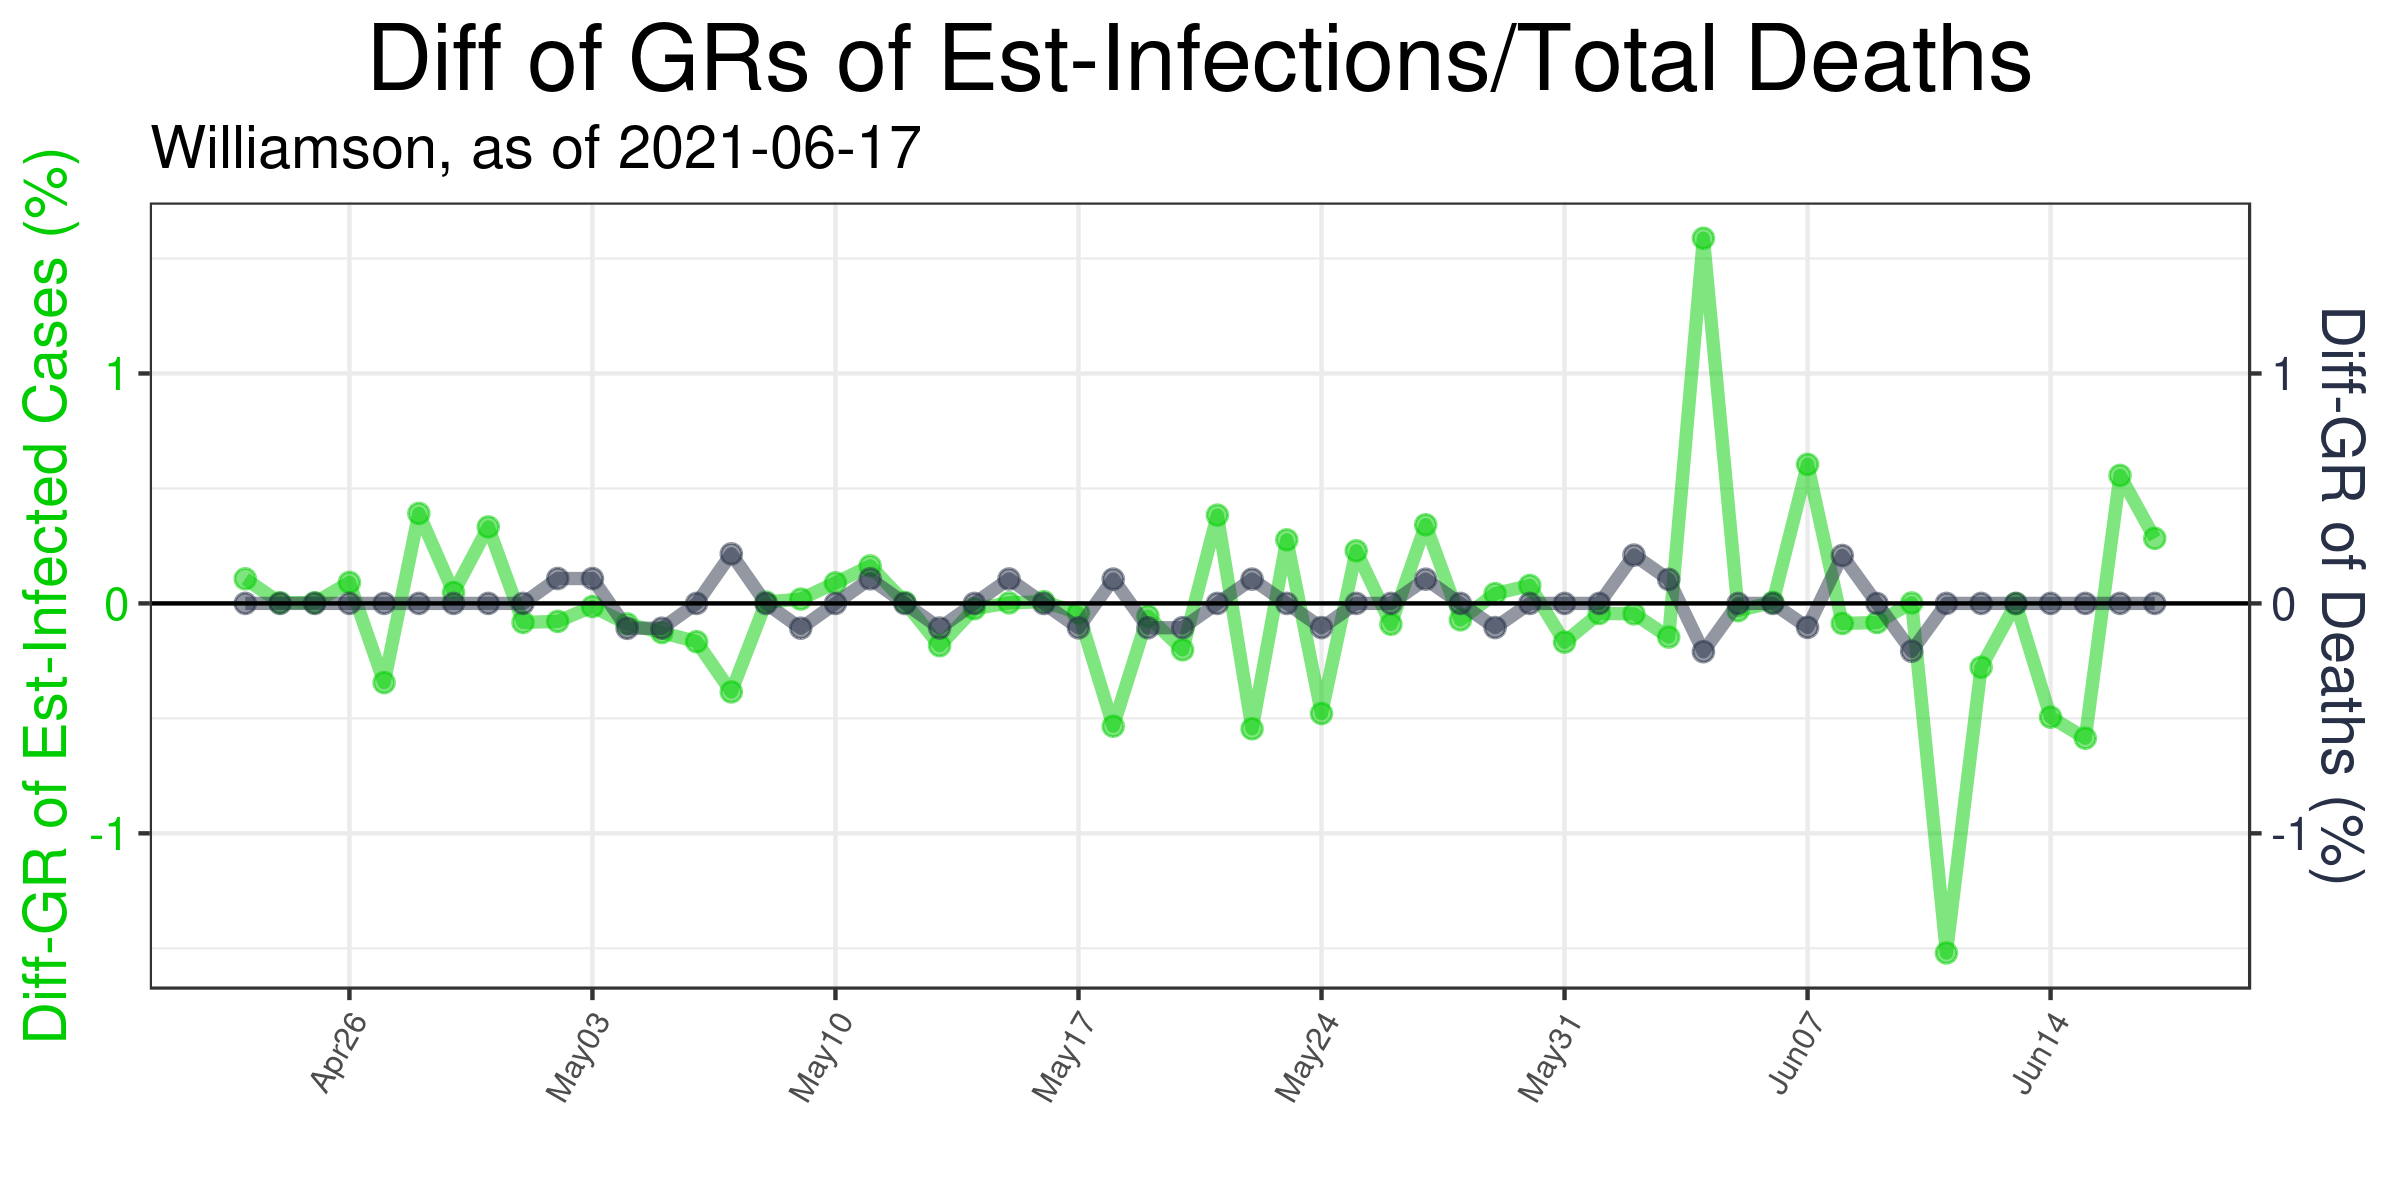 Diff of GRs of Est-Infections/Total Deaths
Williamson, as of 2021-06-17
Diff-GR of Est-Infected Cases (%)
1
0
-1
1
0
-1
Diff-GR of Deaths (%)
Apr26
May03
May10
May17
May24
May31
Jun07
Jun14